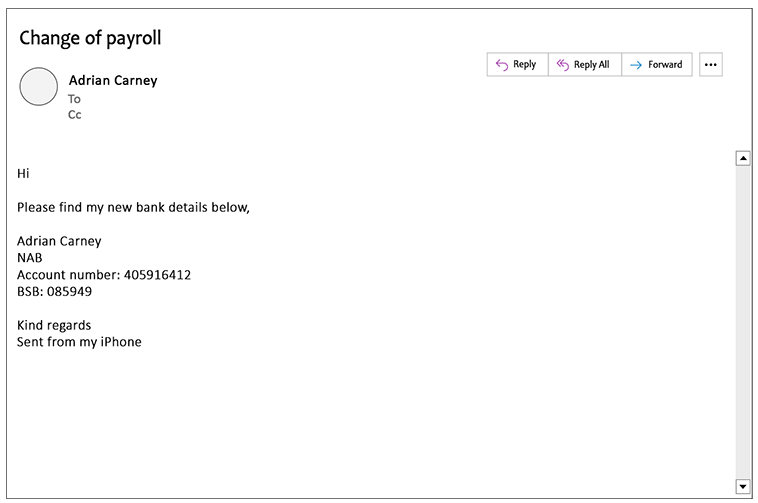 Change of payroll
Adrian Carney
Reply
Reply All
Forward
To
Cc
Hi
Please find my new bank details below,
Adrian Carney
NAB
Account number: 405916412
BSB: 085949
Kind regards
Sent from my iPhone